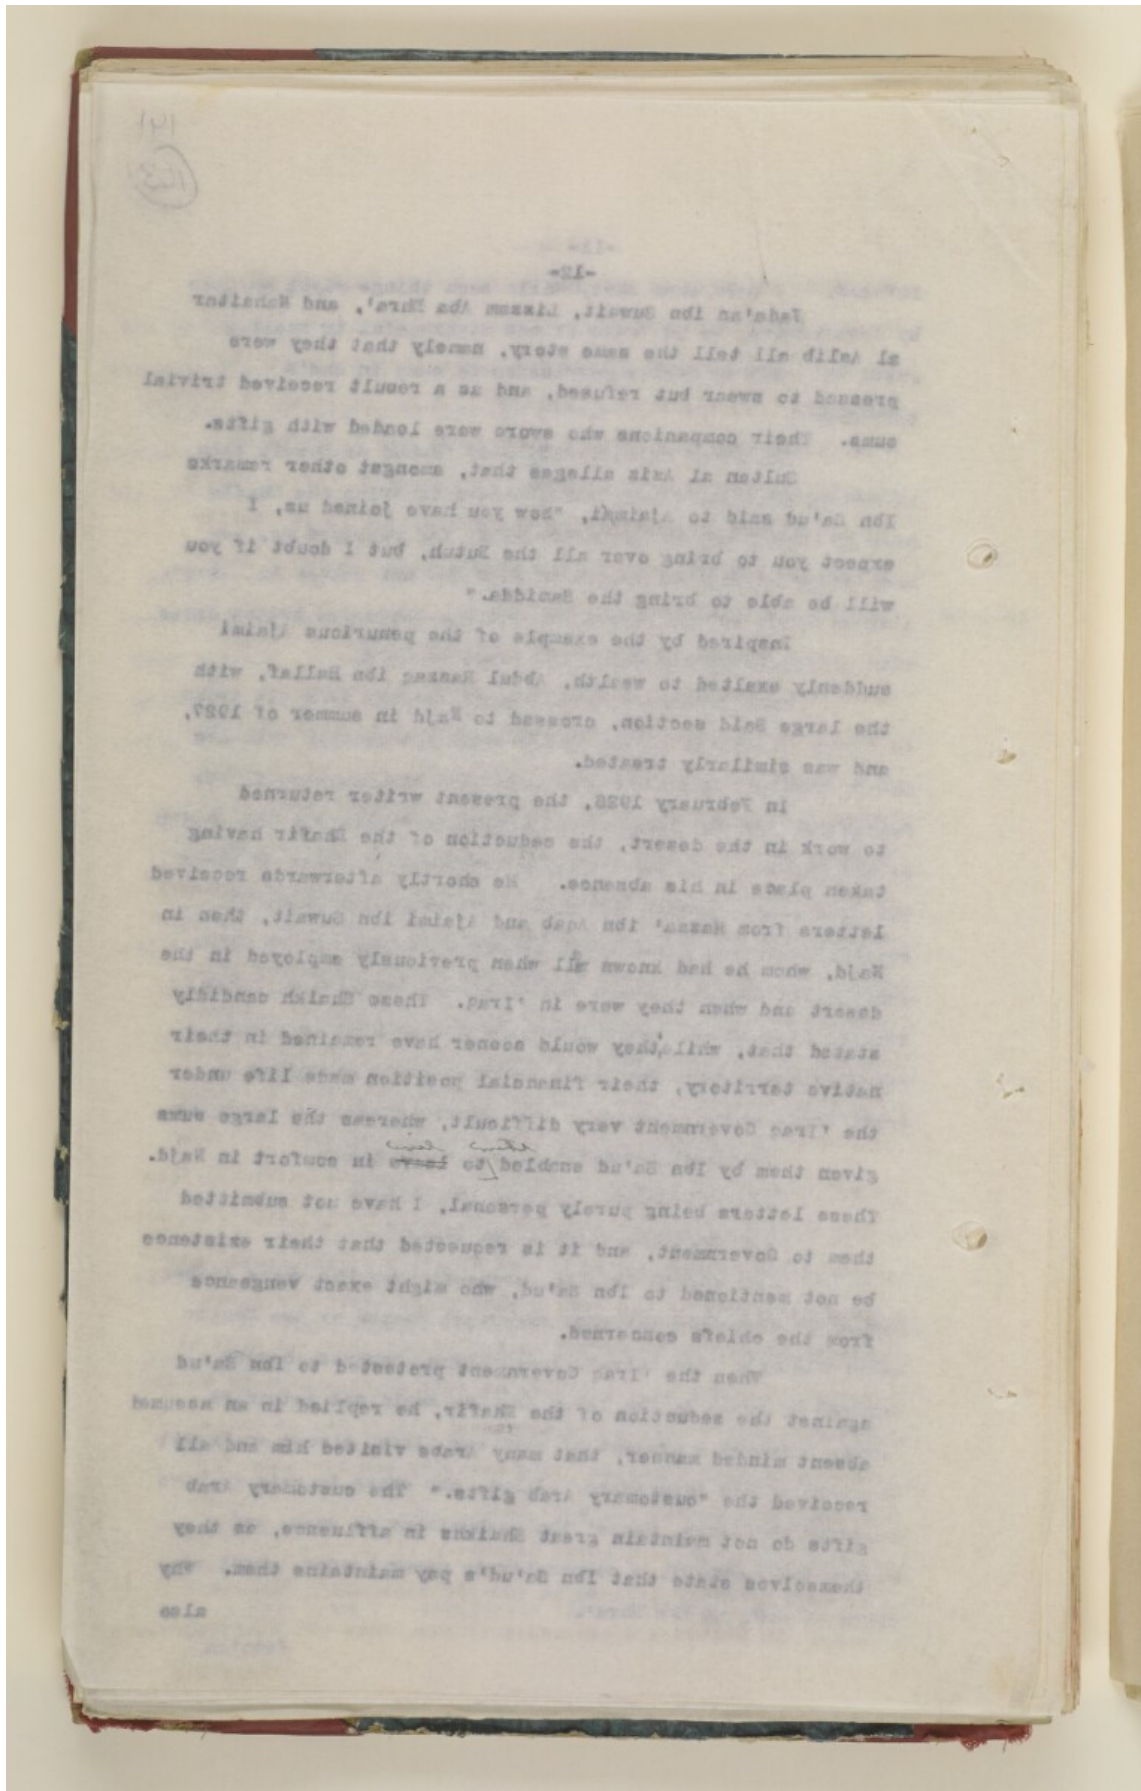 141
-12-
Jada'an ibn Suwait, Lizzam Aba Dhra', and Mahaitar
al Aslib all tell the same story, namely that they were
pressed to swear but refused, and as a result received trivial
sums. Their companions who swore were loaded with gifts.
Sultan al Asiz alleges that, amongst other remarks
Ibn Sa'ud said to Ajaimi, "Now you have joined us, I
expect you to bring over all the Butuh, but I doubt if you
will be able to bring the Samidda."
Inspired by the example of the penurious Ajaimi
suddenly exalted to wealth, Abdul Razzaq ibn Hallaf, with
the large Said section, crossed to Najd in summer of 1927,
and was similarly treated.
In February 1928, the present writer returned
to work in the desert, the seduction of the Dhafir having
taken place in his absence. He shortly afterwards received
letters from Hazza' ibn Aqab and Ajaimi ibn Suwait, then in
Najd, whom he had known all when previously employed in the
desert and when they were in 'Iraq. These Shaikh candidly
stated that, while they would sooner have remained in their
native territory, their financial position made life under
the 'Iraq Government very difficult, whereas the large sums
given them by Ibn Sa'ud enabled to leave in comfort in Najd.
These letters being purely personal, I have not submitted
them to Government, and it is requested that their existence
be not mentioned to Ibn Sa'ud, who might exact vengeance
from the chiefs concerned.
When the 'Iraq Government protested to Ibn Sa'ud
against the seduction of the Dhafir, he replied in an assumed
absent minded manner, that many Arabs visited him and all
received the "customary Arab gifts." The customary Arab
gifts do not maintain great Shaikhs in affluence, as they
themselves state that Ibn Sa'ud's pay maintains them. Why
also